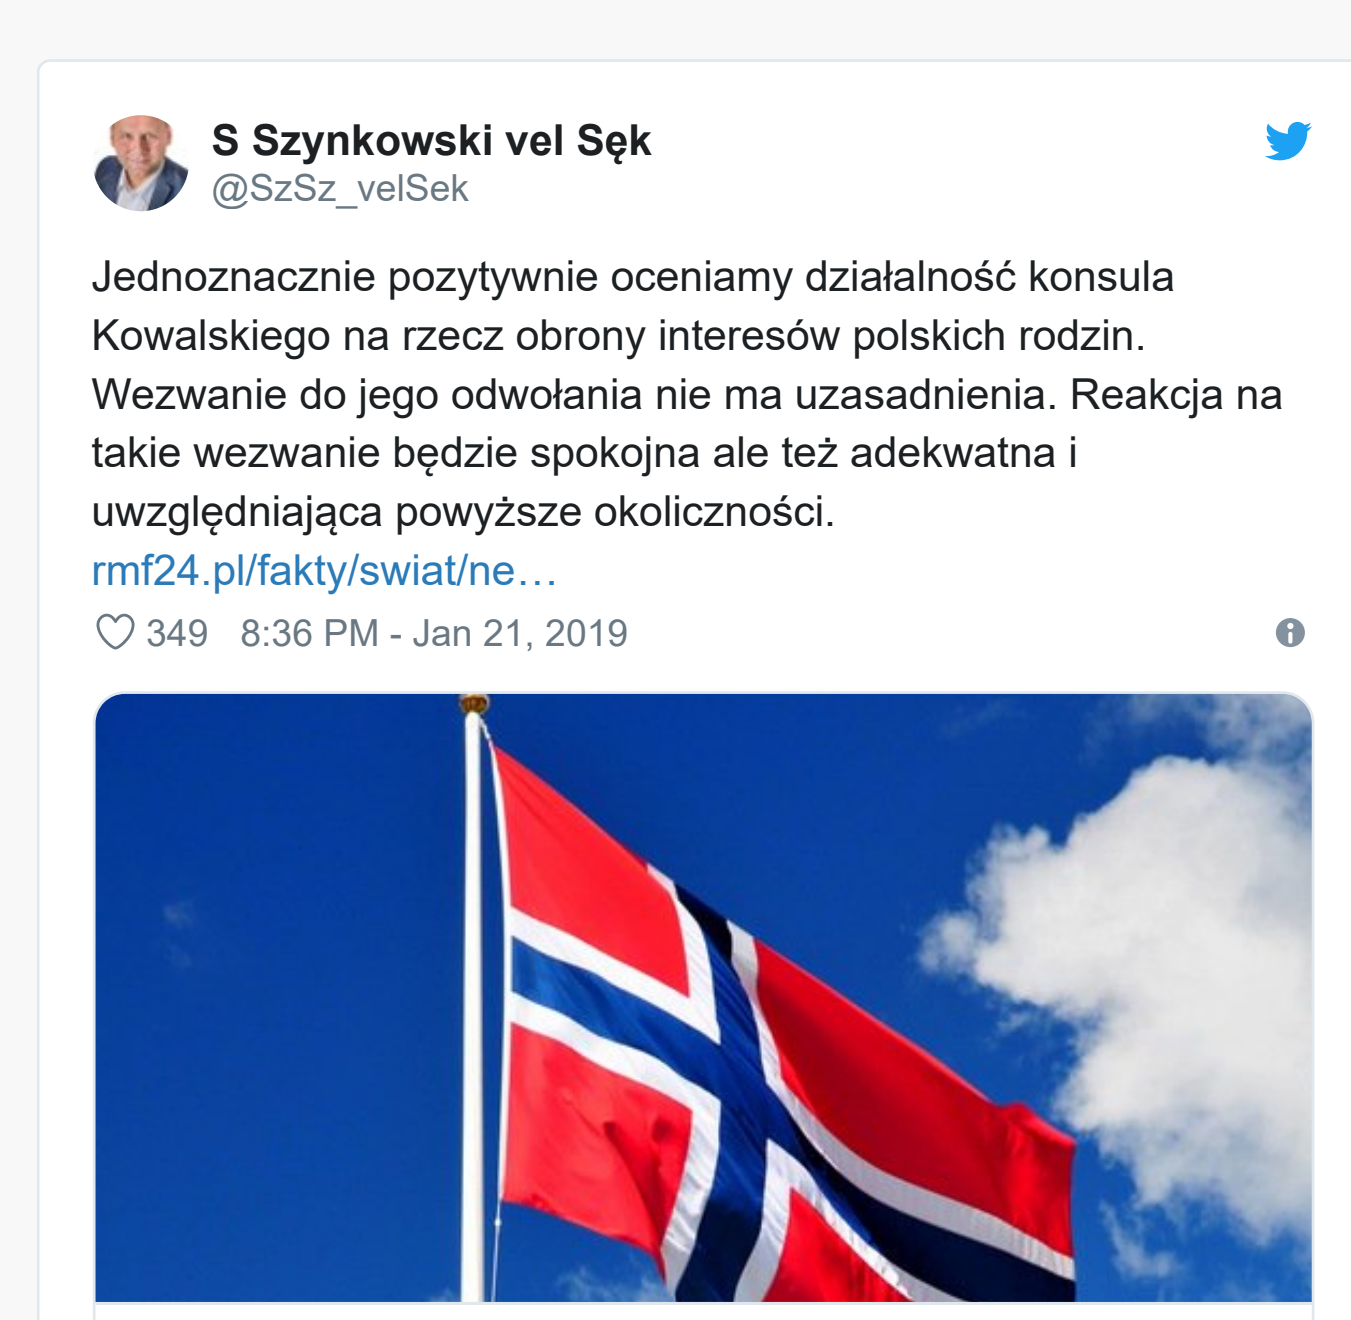 S Szynkowski vel Sęk
@SzSz_velSek
Jednoznacznie pozytywnie oceniamy działalność konsula
Kowalskiego na rzecz obrony interesów polskich rodzin.
Wezwanie do jego odwołania nie ma uzasadnienia. Reakcja na
takie wezwanie będzie spokojna ale też adekwatna i
uwzględniająca powyższe okoliczności.
rmf24.pl/fakty/swiat/ne…
349 8:36 PM - Jan 21, 2019